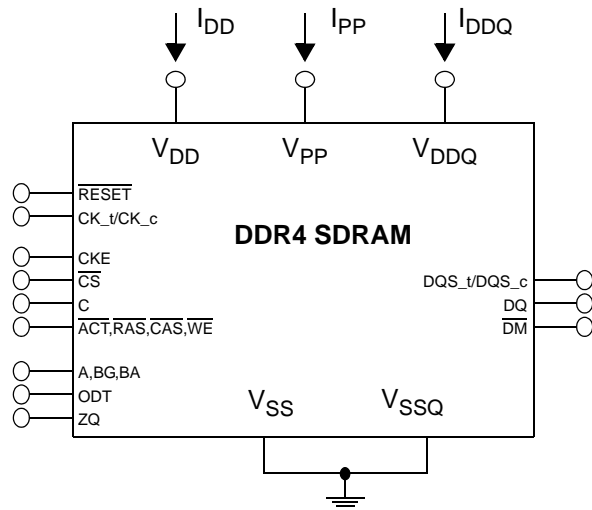 IDD
IPP
IDDQ
VDD
VPP
VDDQ
RESET
CK_t/CK_c
DDR4 SDRAM
CKE
CS
C
ACT,RAS,CAS,WE
DQS_t/DQS_c
DQ
DM
A,BG,BA
ODT
ZQ
VSS
VSSQ